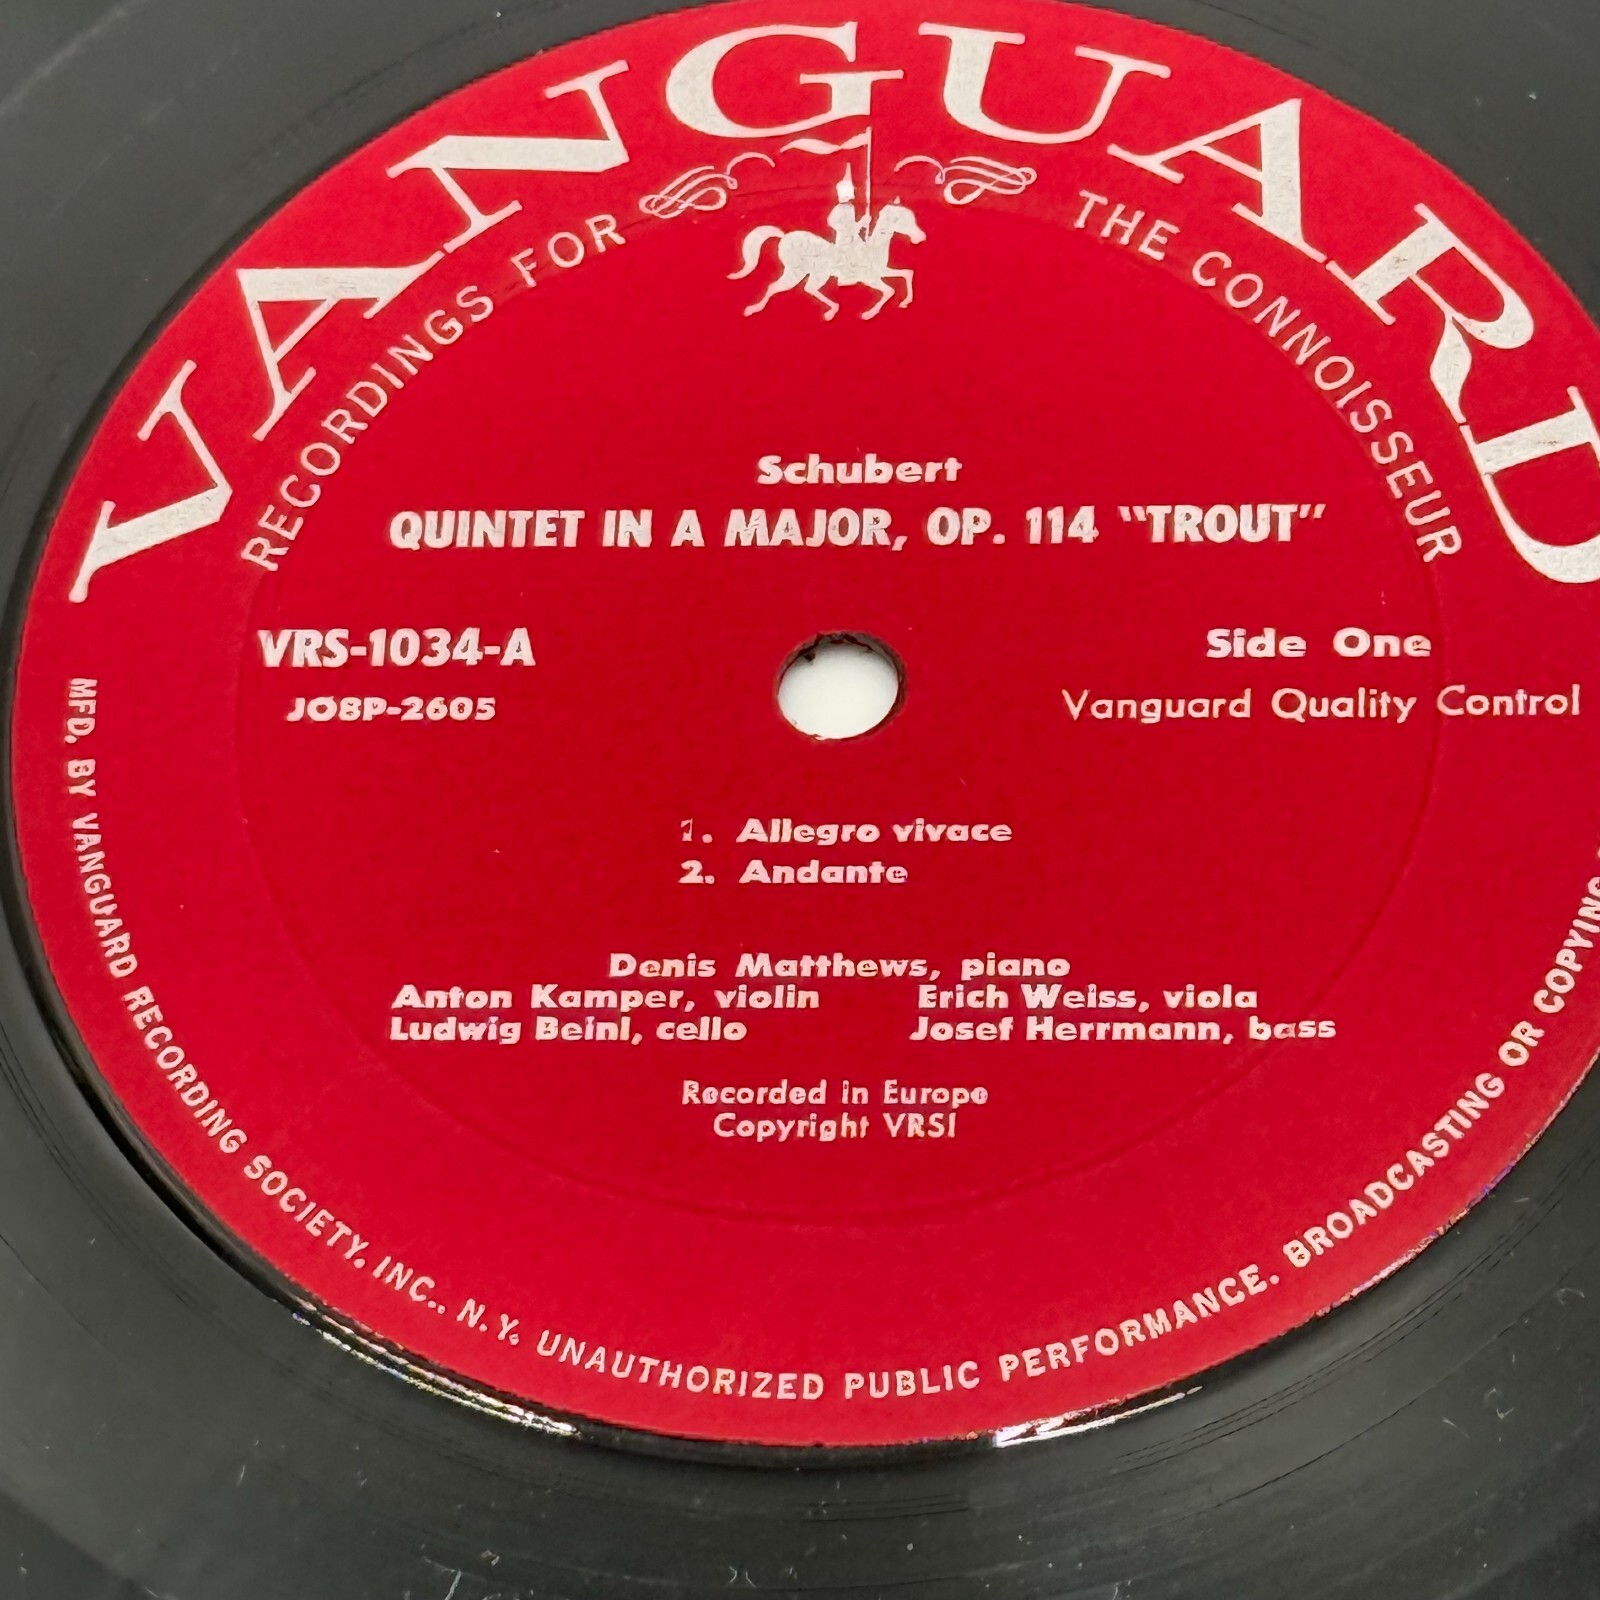 VANGUARD
RECORDINGS FOR THE CONNOISSEUR
Schubert
QUINTET IN A MAJOR, OP. 114 "TROUT"
VRS-1034-A
JO8P-2605
Side One
Vanguard Quality Control
1. Allegro vivace
2. Andante
Denis Matthews, piano
Anton Kamper, violin Erich Weiss, viola
Ludwig Beinl, cello Josef Herrmann, bass
Recorded in Europe
Copyright VRSI
MFD. BY VANGUARD RECORDING SOCIETY, INC., N.Y. UNAUTHORIZED PUBLIC PERFORMANCE, BROADCASTING OR COPYING